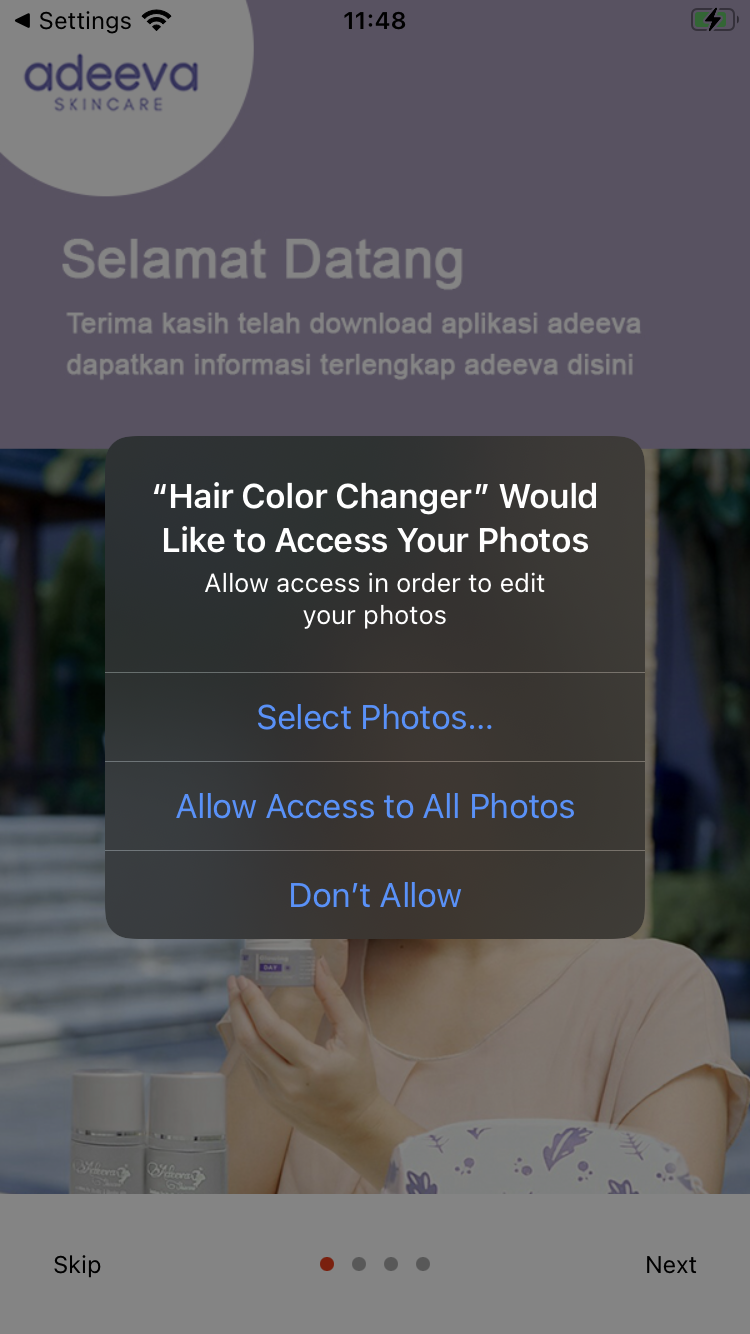 Settings
11:48
adeeva
SKINCARE
Selamat Datang
Terima kasih telah download aplikasi adeeva
dapatkan informasi terlengkap adeeva disini
“Hair Color Changer” Would
Like to Access Your Photos
Allow access in order to edit
your photos
Select Photos...
Allow Access to All Photos
Don’t Allow
DAY
Skip
Next